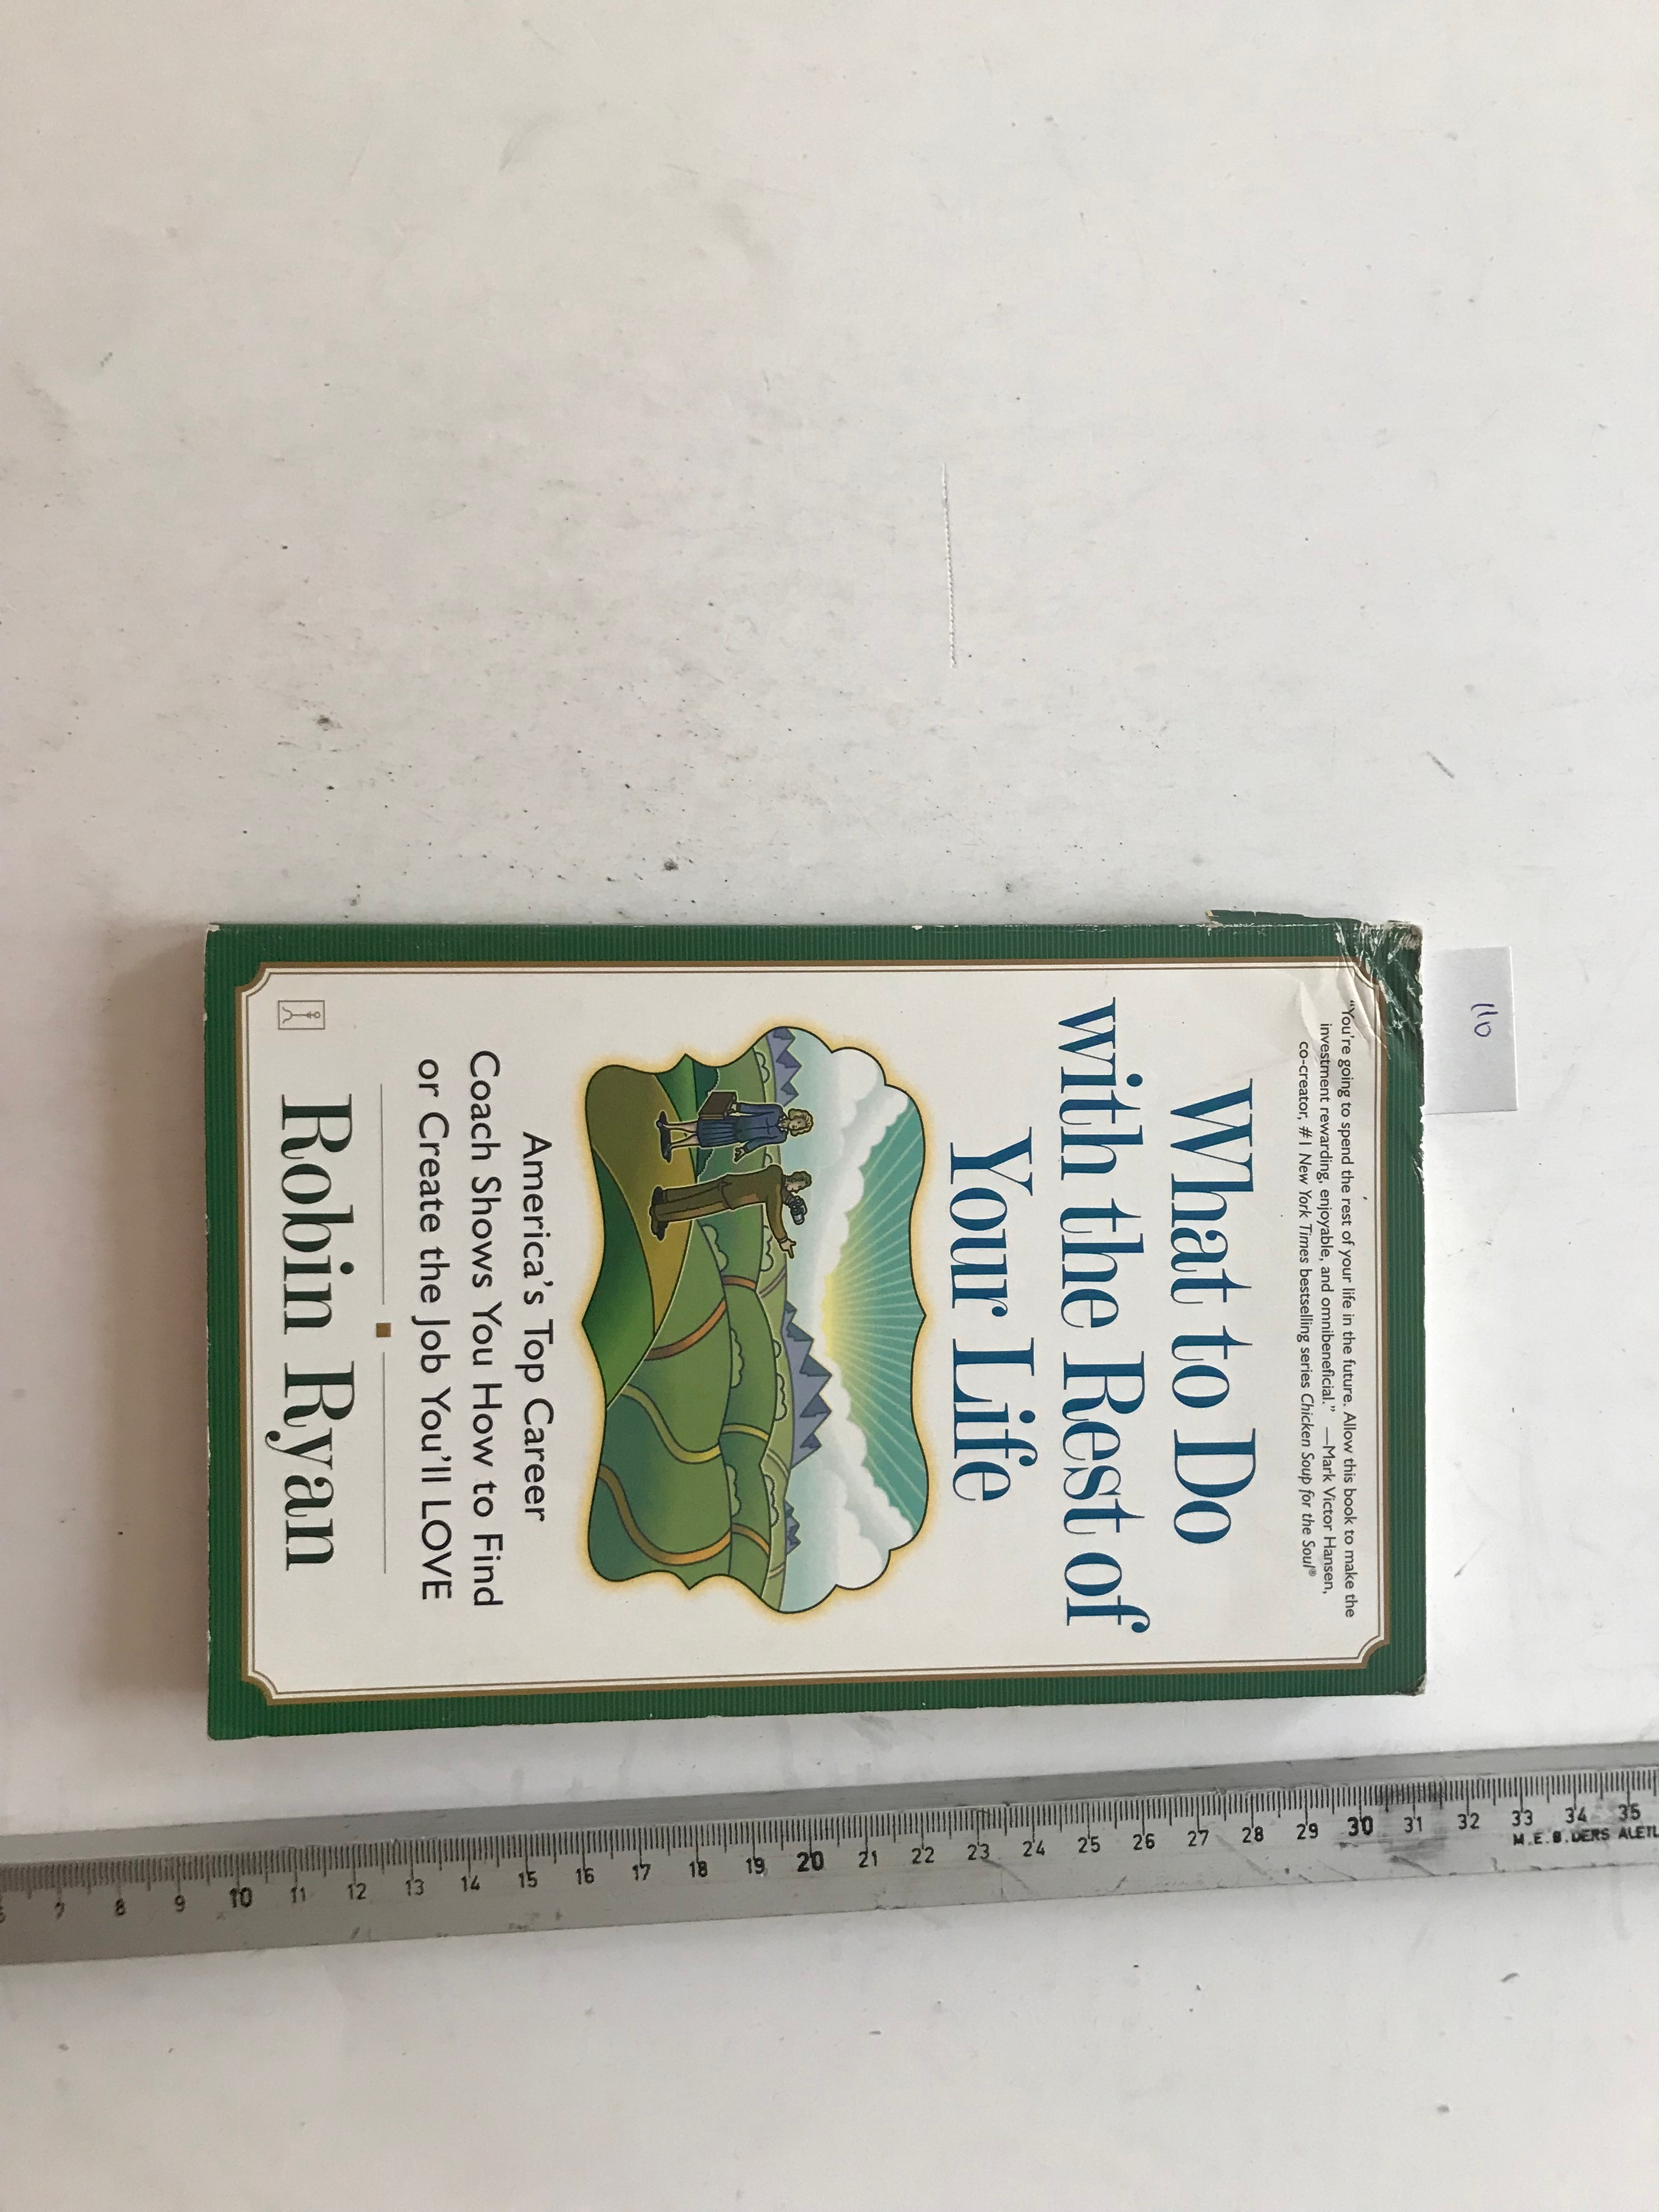 "You're going to spend the rest of your life in the future. Allow this book to make the
investment rewarding, enjoyable, and omnibeneficial." —Mark Victor Hansen,
co-creator, #1 New York Times bestselling series Chicken Soup for the Soul®
What to Do
with the Rest of
Your Life
America's Top Career
Coach Shows You How to Find
or Create the Job You'll LOVE
Robin Ryan
110
7 8 9 10 11 12 13 14 15 16 17 18 19 20 21 22 23 24 25 26 27 28 29 30 31 32 33 34 35
M.E.B.DERS ALETL